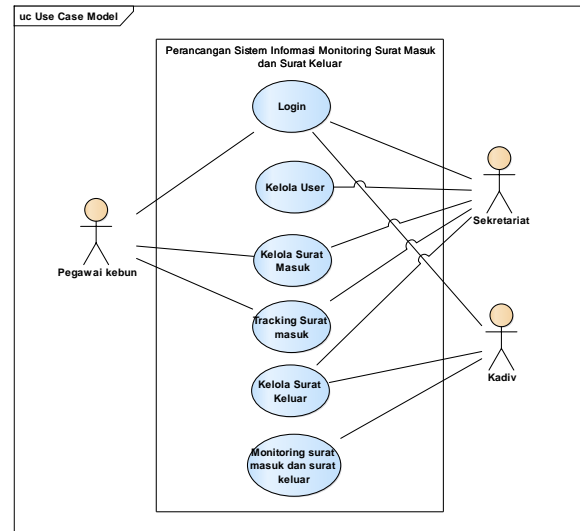 uc Use Case Model
Perancangan Sistem Informasi Monitoring Surat Masuk
dan Surat Keluar
Login
Kelola User
Sekretariat
Pegawai kebun
Kelola Surat
Masuk
Tracking Surat
masuk
Kelola Surat
Keluar
Kadiv
Monitoring surat
masuk dan surat
keluar